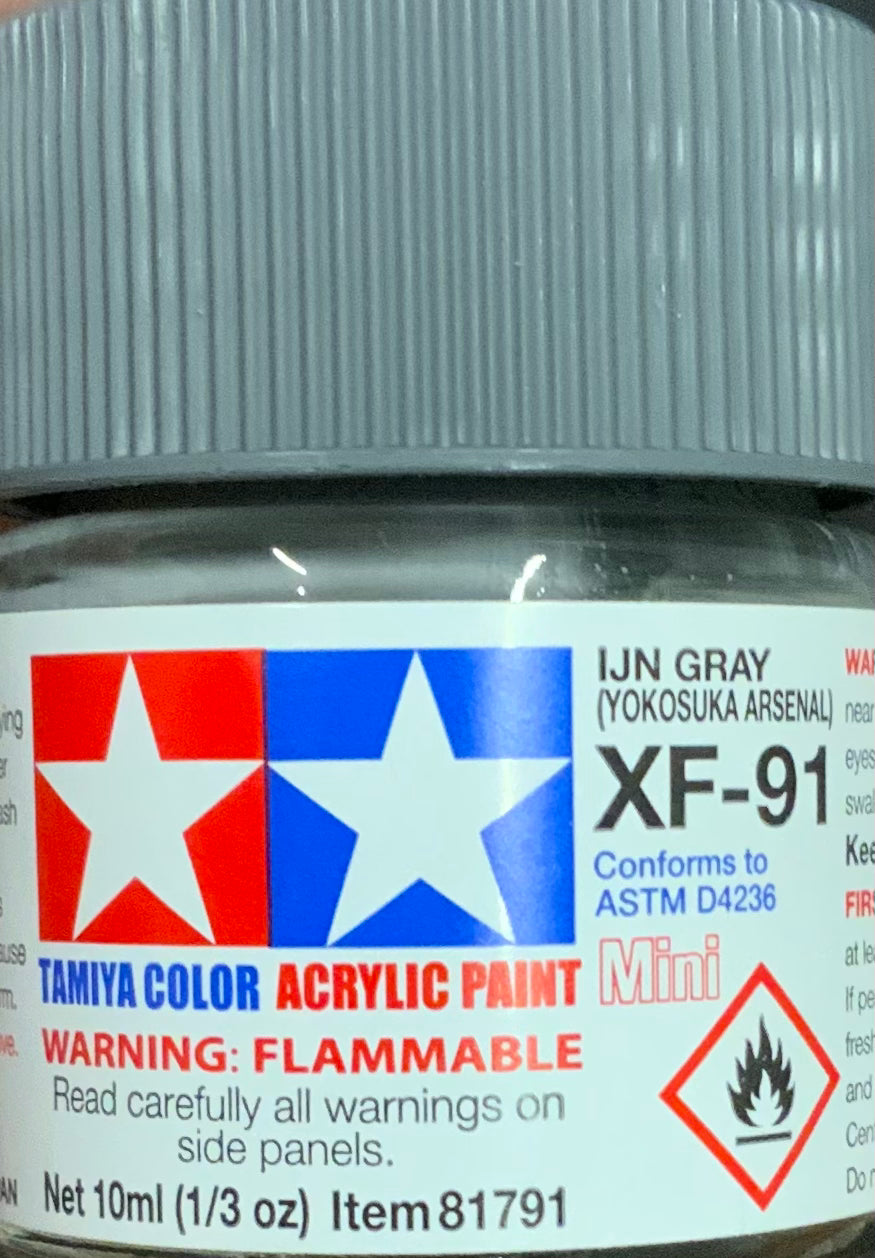 IJN GRAY
(YOKOSUKA ARSENAL)
XF-91
Conforms to
ASTM D4236
Mini
TAMIYA COLOR ACRYLIC PAINT
WARNING: FLAMMABLE
Read carefully all warnings on
side panels.
Net 10ml (1/3 oz) Item 81791